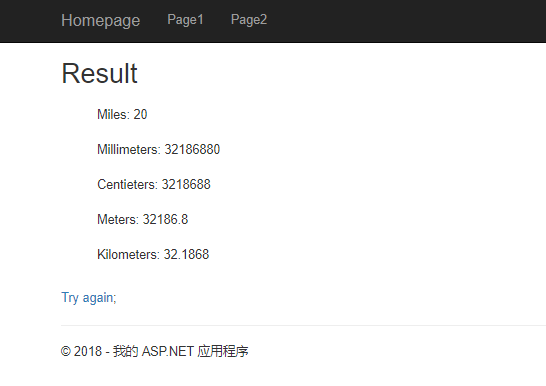 Homepage Page1 Page2
Result
Miles: 20
Millimeters: 32186880
Centieters: 3218688
Meters: 32186.8
Kilometers: 32.1868
Try again;
© 2018 - 我的 ASP.NET 应用程序